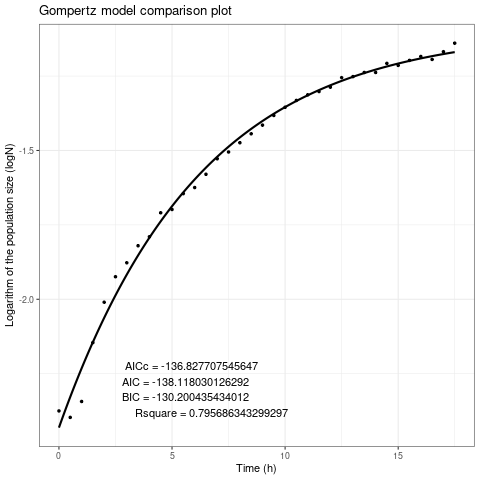 Gompertz model comparison plot
Logarithm of the population size (logN)
-1.5
-2.0
AICc = -136.827707545647
AIC = -138.118030126292
BIC = -130.200435434012
Rsquare = 0.795686343299297
0 5 10 15
Time (h)